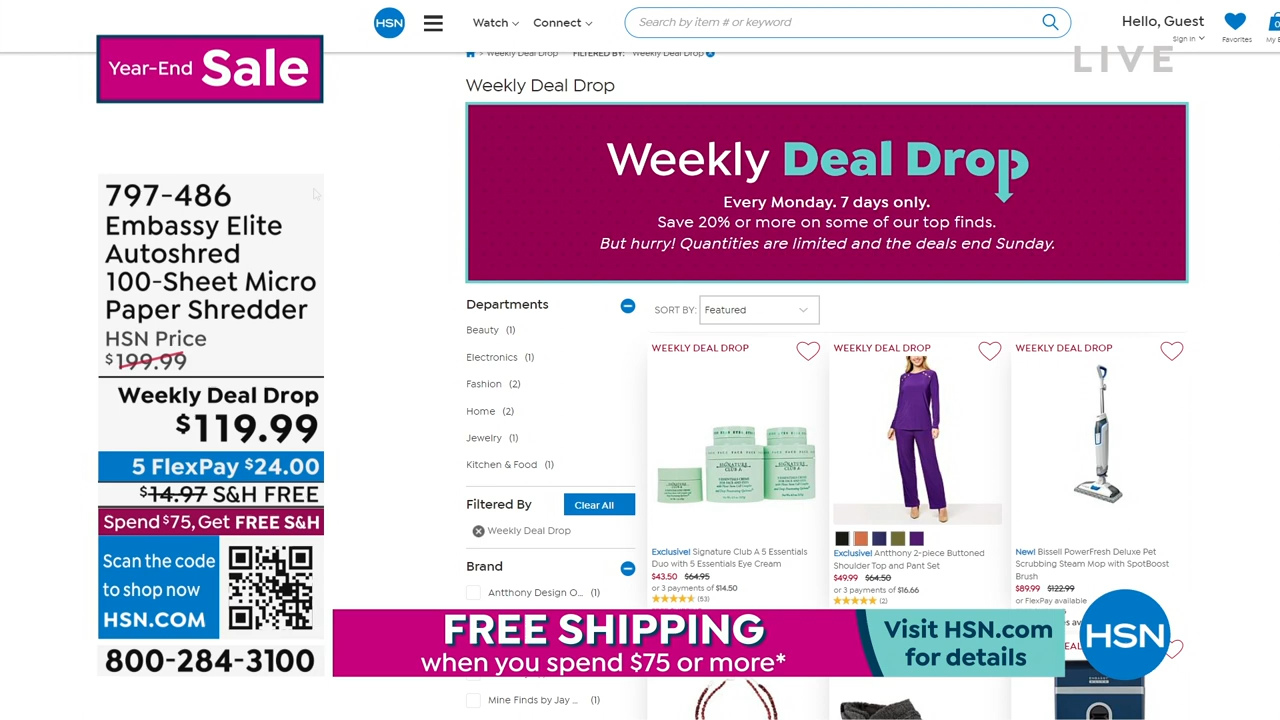 HSN
Watch
Connect
Search by item # or keyword
Hello, Guest
Sign In
Favorites
0
LIVE
Year-End Sale
Weekly Deal Drop FILTERED BY: Weekly Deal Drop
Weekly Deal Drop
Weekly Deal Drop
Every Monday. 7 days only.
Save 20% or more on some of our top finds.
But hurry! Quantities are limited and the deals end Sunday.
797-486
Embassy Elite
Autoshred
100-Sheet Micro
Paper Shredder
HSN Price
$199.99
Weekly Deal Drop
$119.99
5 FlexPay $24.00
$14.97 S&H FREE
Spend $75, Get FREE S&H
Scan the code
to shop now
HSN.COM
800-284-3100
Departments
Beauty (1)
Electronics (1)
Fashion (2)
Home (2)
Jewelry (1)
Kitchen & Food (1)
Filtered By
Clear All
Weekly Deal Drop
Brand
Antthony Design O... (1)
Mine Finds by Jay ... (1)
SORT BY: Featured
WEEKLY DEAL DROP
SIGNATURE
CLUB A
Exclusive! Signature Club A 5 Essentials
Duo with 5 Essentials Eye Cream
$43.50 $64.95
or 3 payments of $14.50
(53)
WEEKLY DEAL DROP
Exclusive! Antthony 2-piece Buttoned
Shoulder Top and Pant Set
$49.99 $64.50
or 3 payments of $16.66
(2)
WEEKLY DEAL DROP
New! Bissell PowerFresh Deluxe Pet
Scrubbing Steam Mop with SpotBoost
Brush
$89.99 $122.99
or FlexPay available
FREE SHIPPING
when you spend $75 or more*
Visit HSN.com
for details
HSN